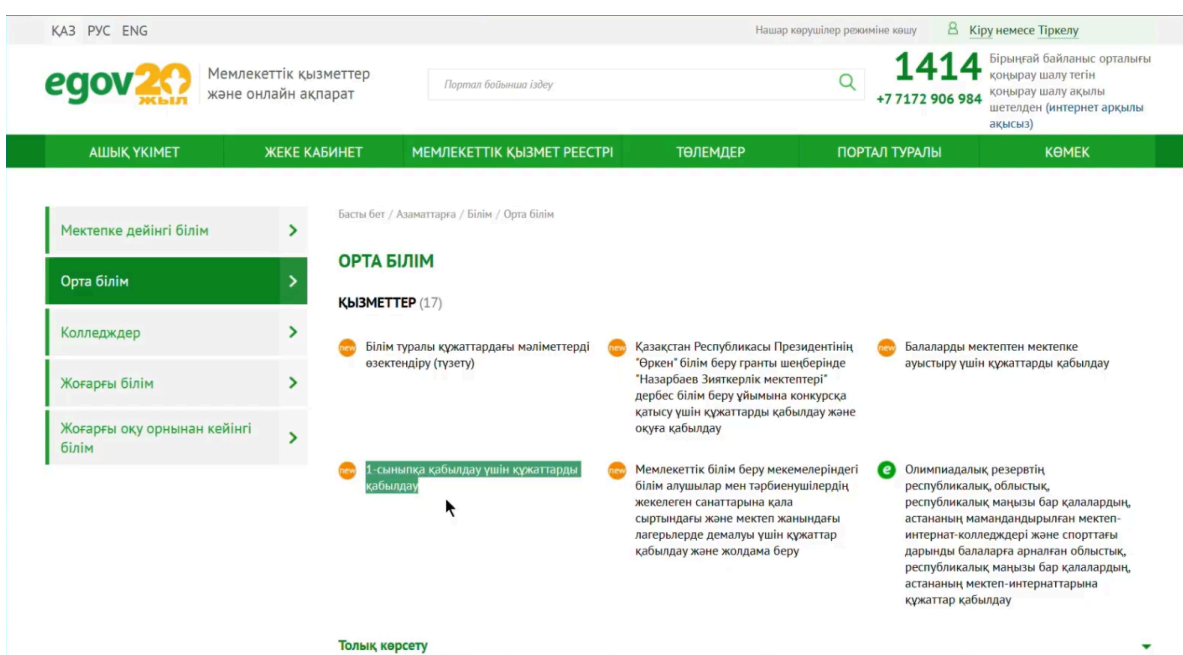 ҚАЗ РУС ENG
Нашар көрушілер режиміне көшу
Кіру немесе Тіркелу
egov 20 жыл
Мемлекеттік қызметтер
және онлайн ақпарат
Портал бойынша іздеу
1414
+7 7172 906 984
Бірыңғай байланыс орталығы
қоңырау шалу тегін
қоңырау шалу ақылы
шетелден (интернет арқылы
ақысыз)
АШЫҚ ҮКІМЕТ
ЖЕКЕ КАБИНЕТ
МЕМЛЕКЕТТІК ҚЫЗМЕТ РЕЕСТРІ
ТӨЛЕМДЕР
ПОРТАЛ ТУРАЛЫ
КӨМЕК
Мектепке дейінгі білім
Орта білім
Колледждер
Жоғарғы білім
Жоғарғы оқу орнынан кейінгі
білім
Басты бет / Азаматтарға / Білім / Орта білім
ОРТА БІЛІМ
ҚЫЗМЕТТЕР (17)
new
Білім туралы құжаттардағы мәліметтерді
өзектендіру (түзету)
new
Қазақстан Республикасы Президентінің
"Өркен" білім беру гранты шеңберінде
"Назарбаев Зияткерлік мектептері"
дербес білім беру ұйымына конкурсқа
қатысу үшін құжаттарды қабылдау және
оқуға қабылдау
new
Балаларды мектептен мектепке
ауыстыру үшін құжаттарды қабылдау
new
1-сыныпқа қабылдау үшін құжаттарды
қабылдау
new
Мемлекеттік білім беру мекемелеріндегі
білім алушылар мен тәрбиенушілердің
жекелеген санаттарына қала
сыртындағы және мектеп жанындағы
лагерьлерде демалуы үшін құжаттар
қабылдау және жолдама беру
e
Олимпиадалық резервтің
республикалық, облыстық,
республикалық маңызы бар қалалардың,
астананың мамандандырылған мектеп-
интернат-колледждері және спорттағы
дарынды балаларға арналған облыстық,
республикалық маңызы бар қалалардың,
астананың мектеп-интернаттарына
құжаттар қабылдау
Толық көрсету